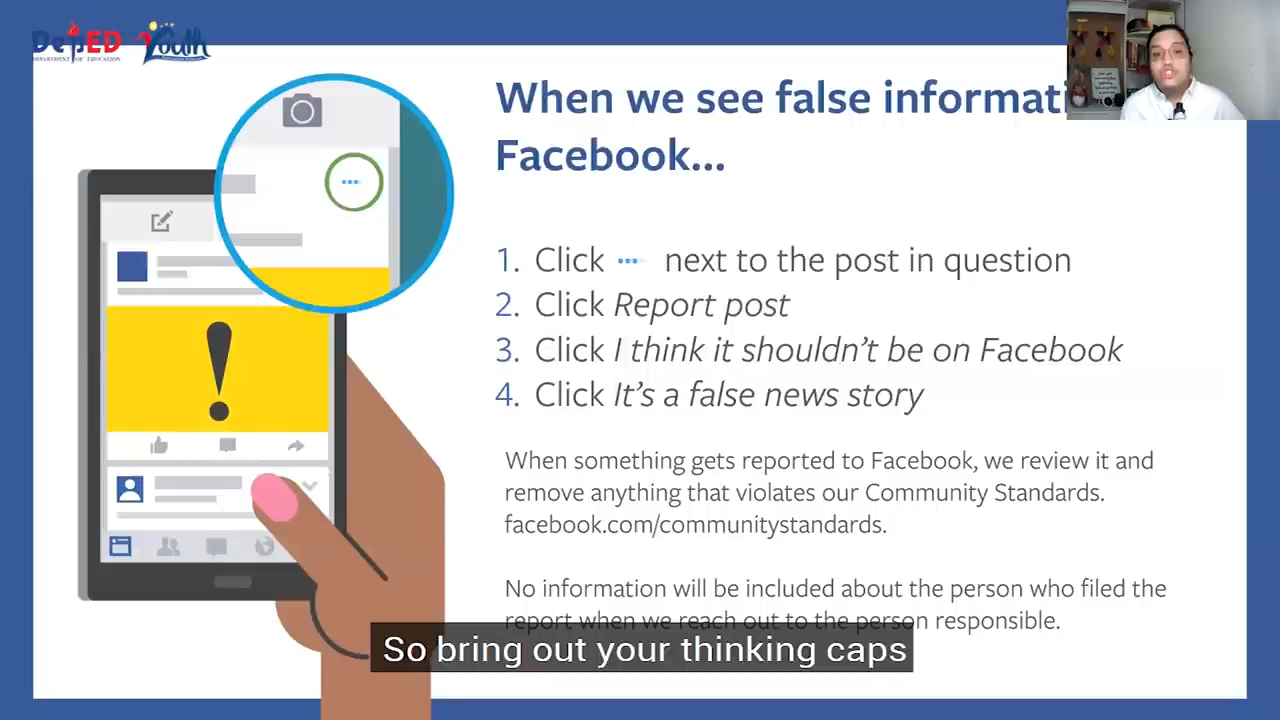 DepED
DEPARTMENT OF EDUCATION
Youth
When we see false informati
Facebook...
1. Click ... next to the post in question
2. Click Report post
3. Click I think it shouldn't be on Facebook
4. Click It's a false news story
When something gets reported to Facebook, we review it and
remove anything that violates our Community Standards.
facebook.com/communitystandards.
No information will be included about the person who filed the
report when we reach out to the person responsible.
So bring out your thinking caps